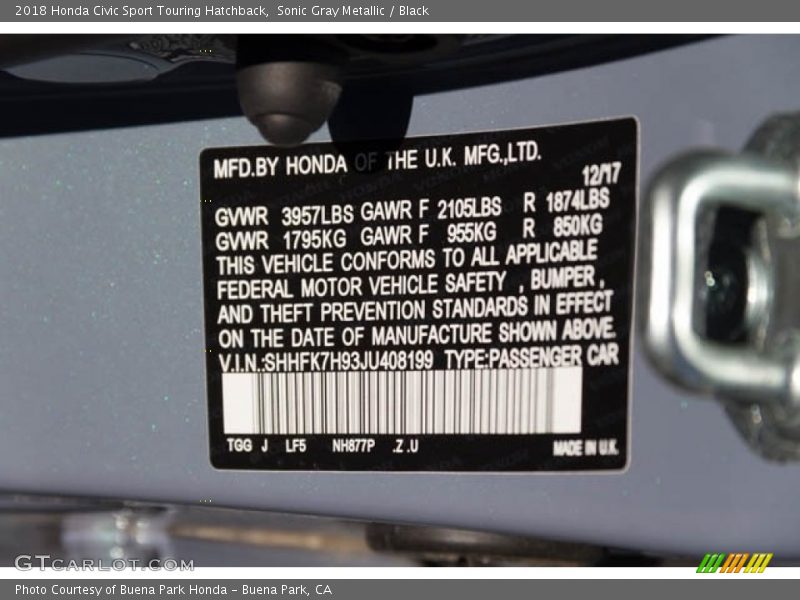 2018 Honda Civic Sport Touring Hatchback,  Sonic Gray Metallic / Black
MFD.BY HONDA OF THE U.K. MFG.,LTD.
12/17
GVWR 3957LBS GAWR F 2105LBS R 1874LBS
GVWR 1795KG GAWR F 955KG R 850KG
THIS VEHICLE CONFORMS TO ALL APPLICABLE
FEDERAL MOTOR VEHICLE SAFETY , BUMPER ,
AND THEFT PREVENTION STANDARDS IN EFFECT
ON THE DATE OF MANUFACTURE SHOWN ABOVE.
V.I.N.:SHHFK7H93JU408199 TYPE:PASSENGER CAR
TGG J LF5 NH877P .Z .U MADE IN U.K.
GTCARLOT.COM
Photo Courtesy of Buena Park Honda - Buena Park, CA